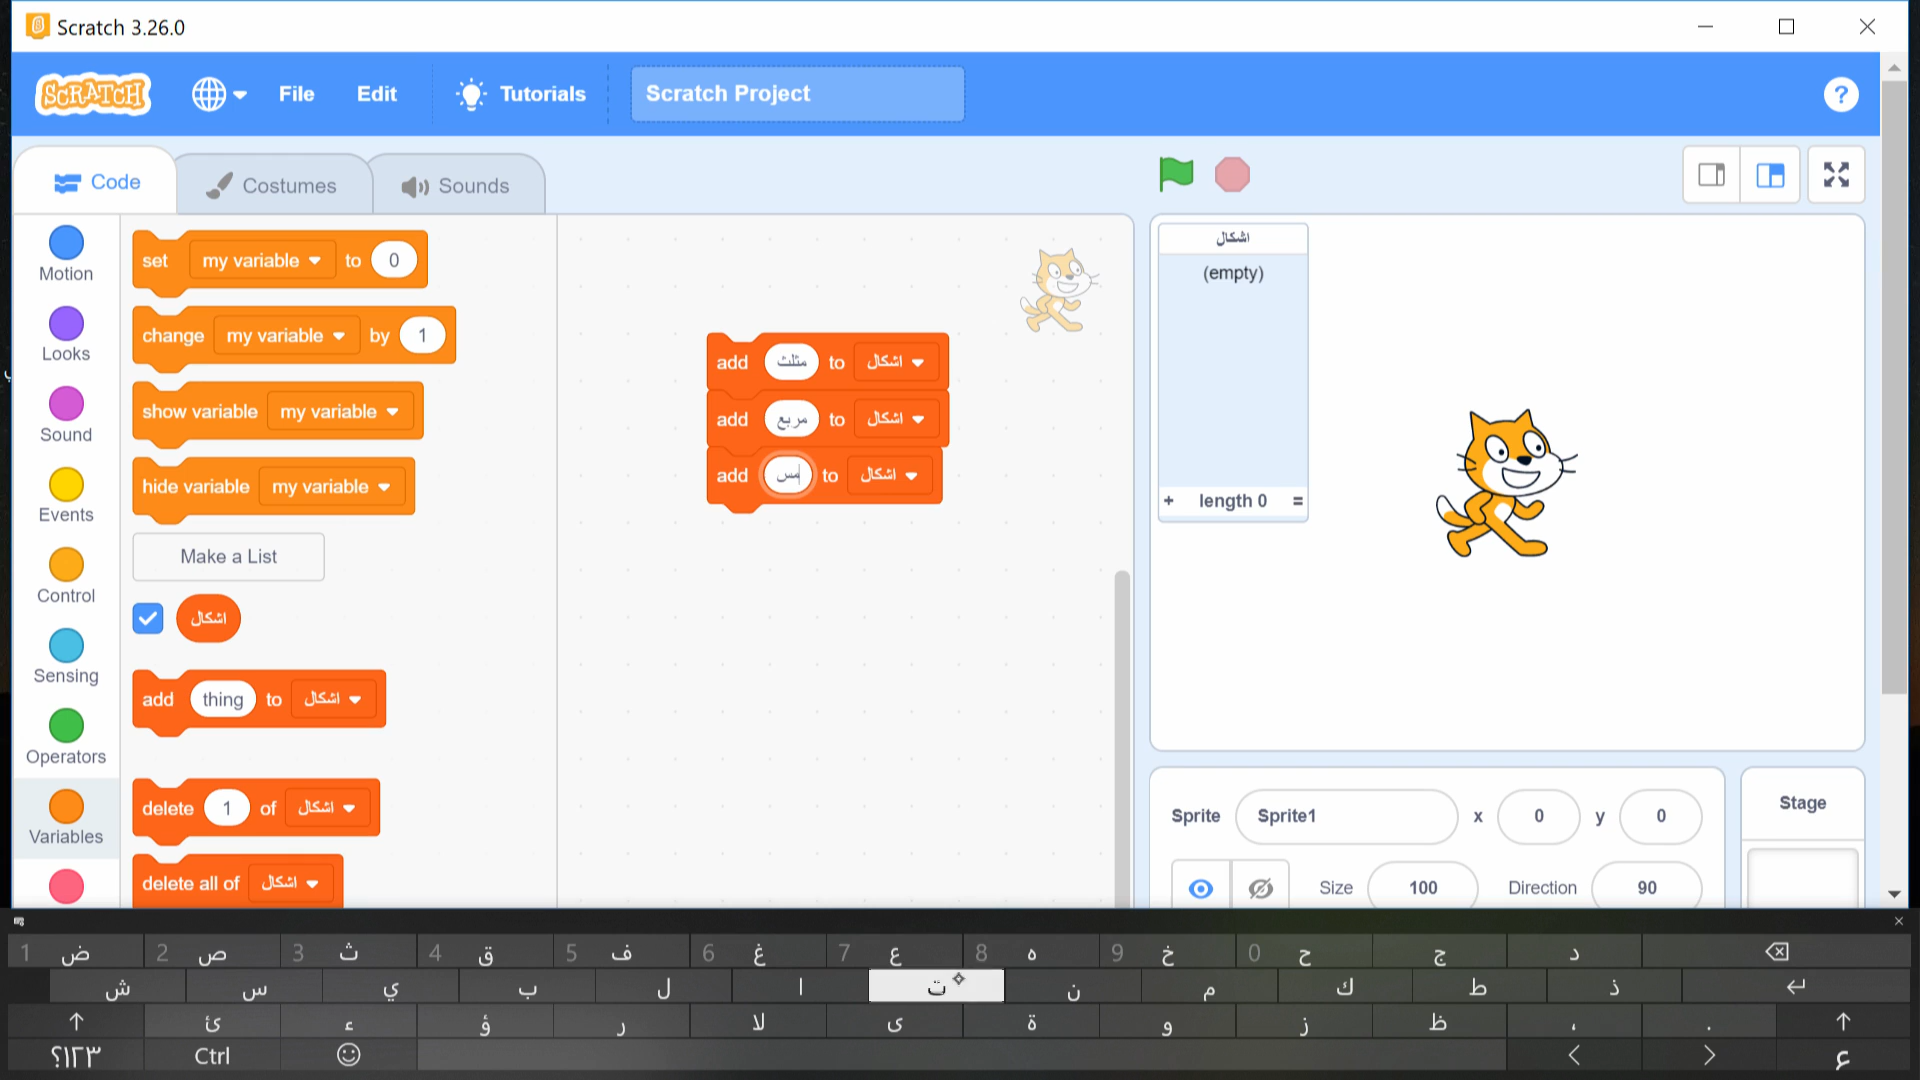 Scratch 3.26.0
SCRATCH File Edit Tutorials Scratch Project ?
Code Costumes Sounds
Motion
Looks
Sound
Events
Control
Sensing
Operators
Variables
set my variable to 0
change my variable by 1
show variable my variable
hide variable my variable
Make a List
اشكال
add thing to اشكال
delete 1 of اشكال
delete all of اشكال
add مثلث to اشكال
add مربع to اشكال
add مس to اشكال
اشكال
(empty)
+ length 0 =
Sprite Sprite1 x 0 y 0
Size 100 Direction 90
Stage
1 ض 2 ص 3 ث 4 ق 5 ف 6 غ 7 ع 8 ه 9 خ 0 ح ج د
ش س ي ب ل ا ت ن م ك ط ذ
ئ ء ؤ ر لا ى ة و ز ظ ، .
؟١٢٣ Ctrl ع